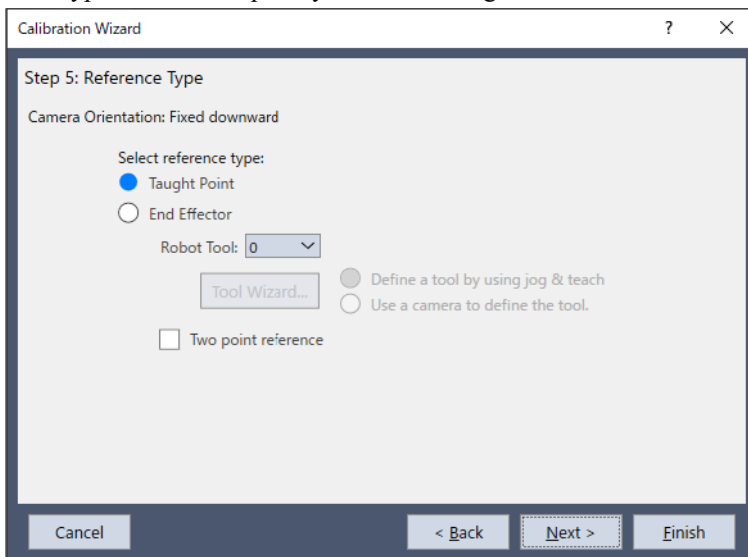 Calibration Wizard ? ×
Step 5: Reference Type
Camera Orientation: Fixed downward
Select reference type:
Taught Point
End Effector
Robot Tool: 0
Tool Wizard...
Define a tool by using jog & teach
Use a camera to define the tool.
Two point reference
Cancel
< Back
Next >
Finish